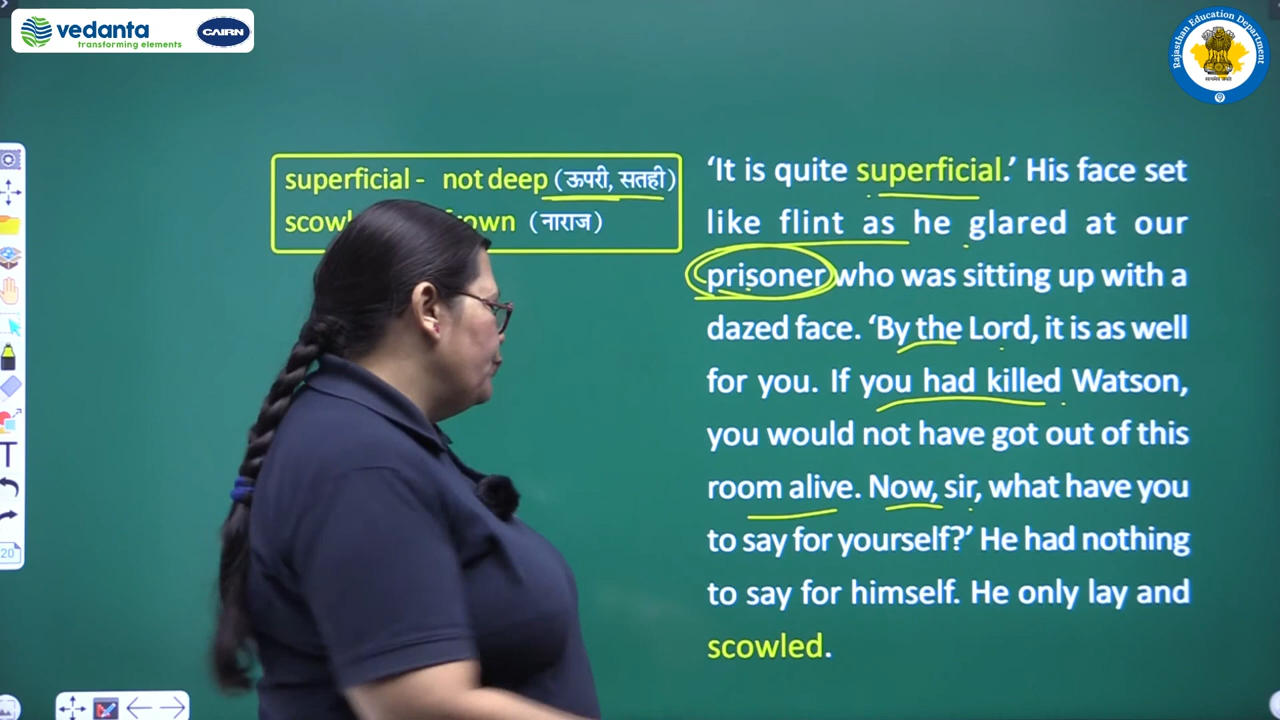 vedanta
transforming elements
CAIRN
Rajasthan Education Department
superficial - not deep (ऊपरी, सतही)
(नाराज)
'It is quite superficial.' His face set
like flint as he glared at our
prisoner who was sitting up with a
dazed face. 'By the Lord, it is as well
for you. If you had killed Watson,
you would not have got out of this
room alive. Now, sir, what have you
to say for yourself?' He had nothing
to say for himself. He only lay and
scowled.
T
20